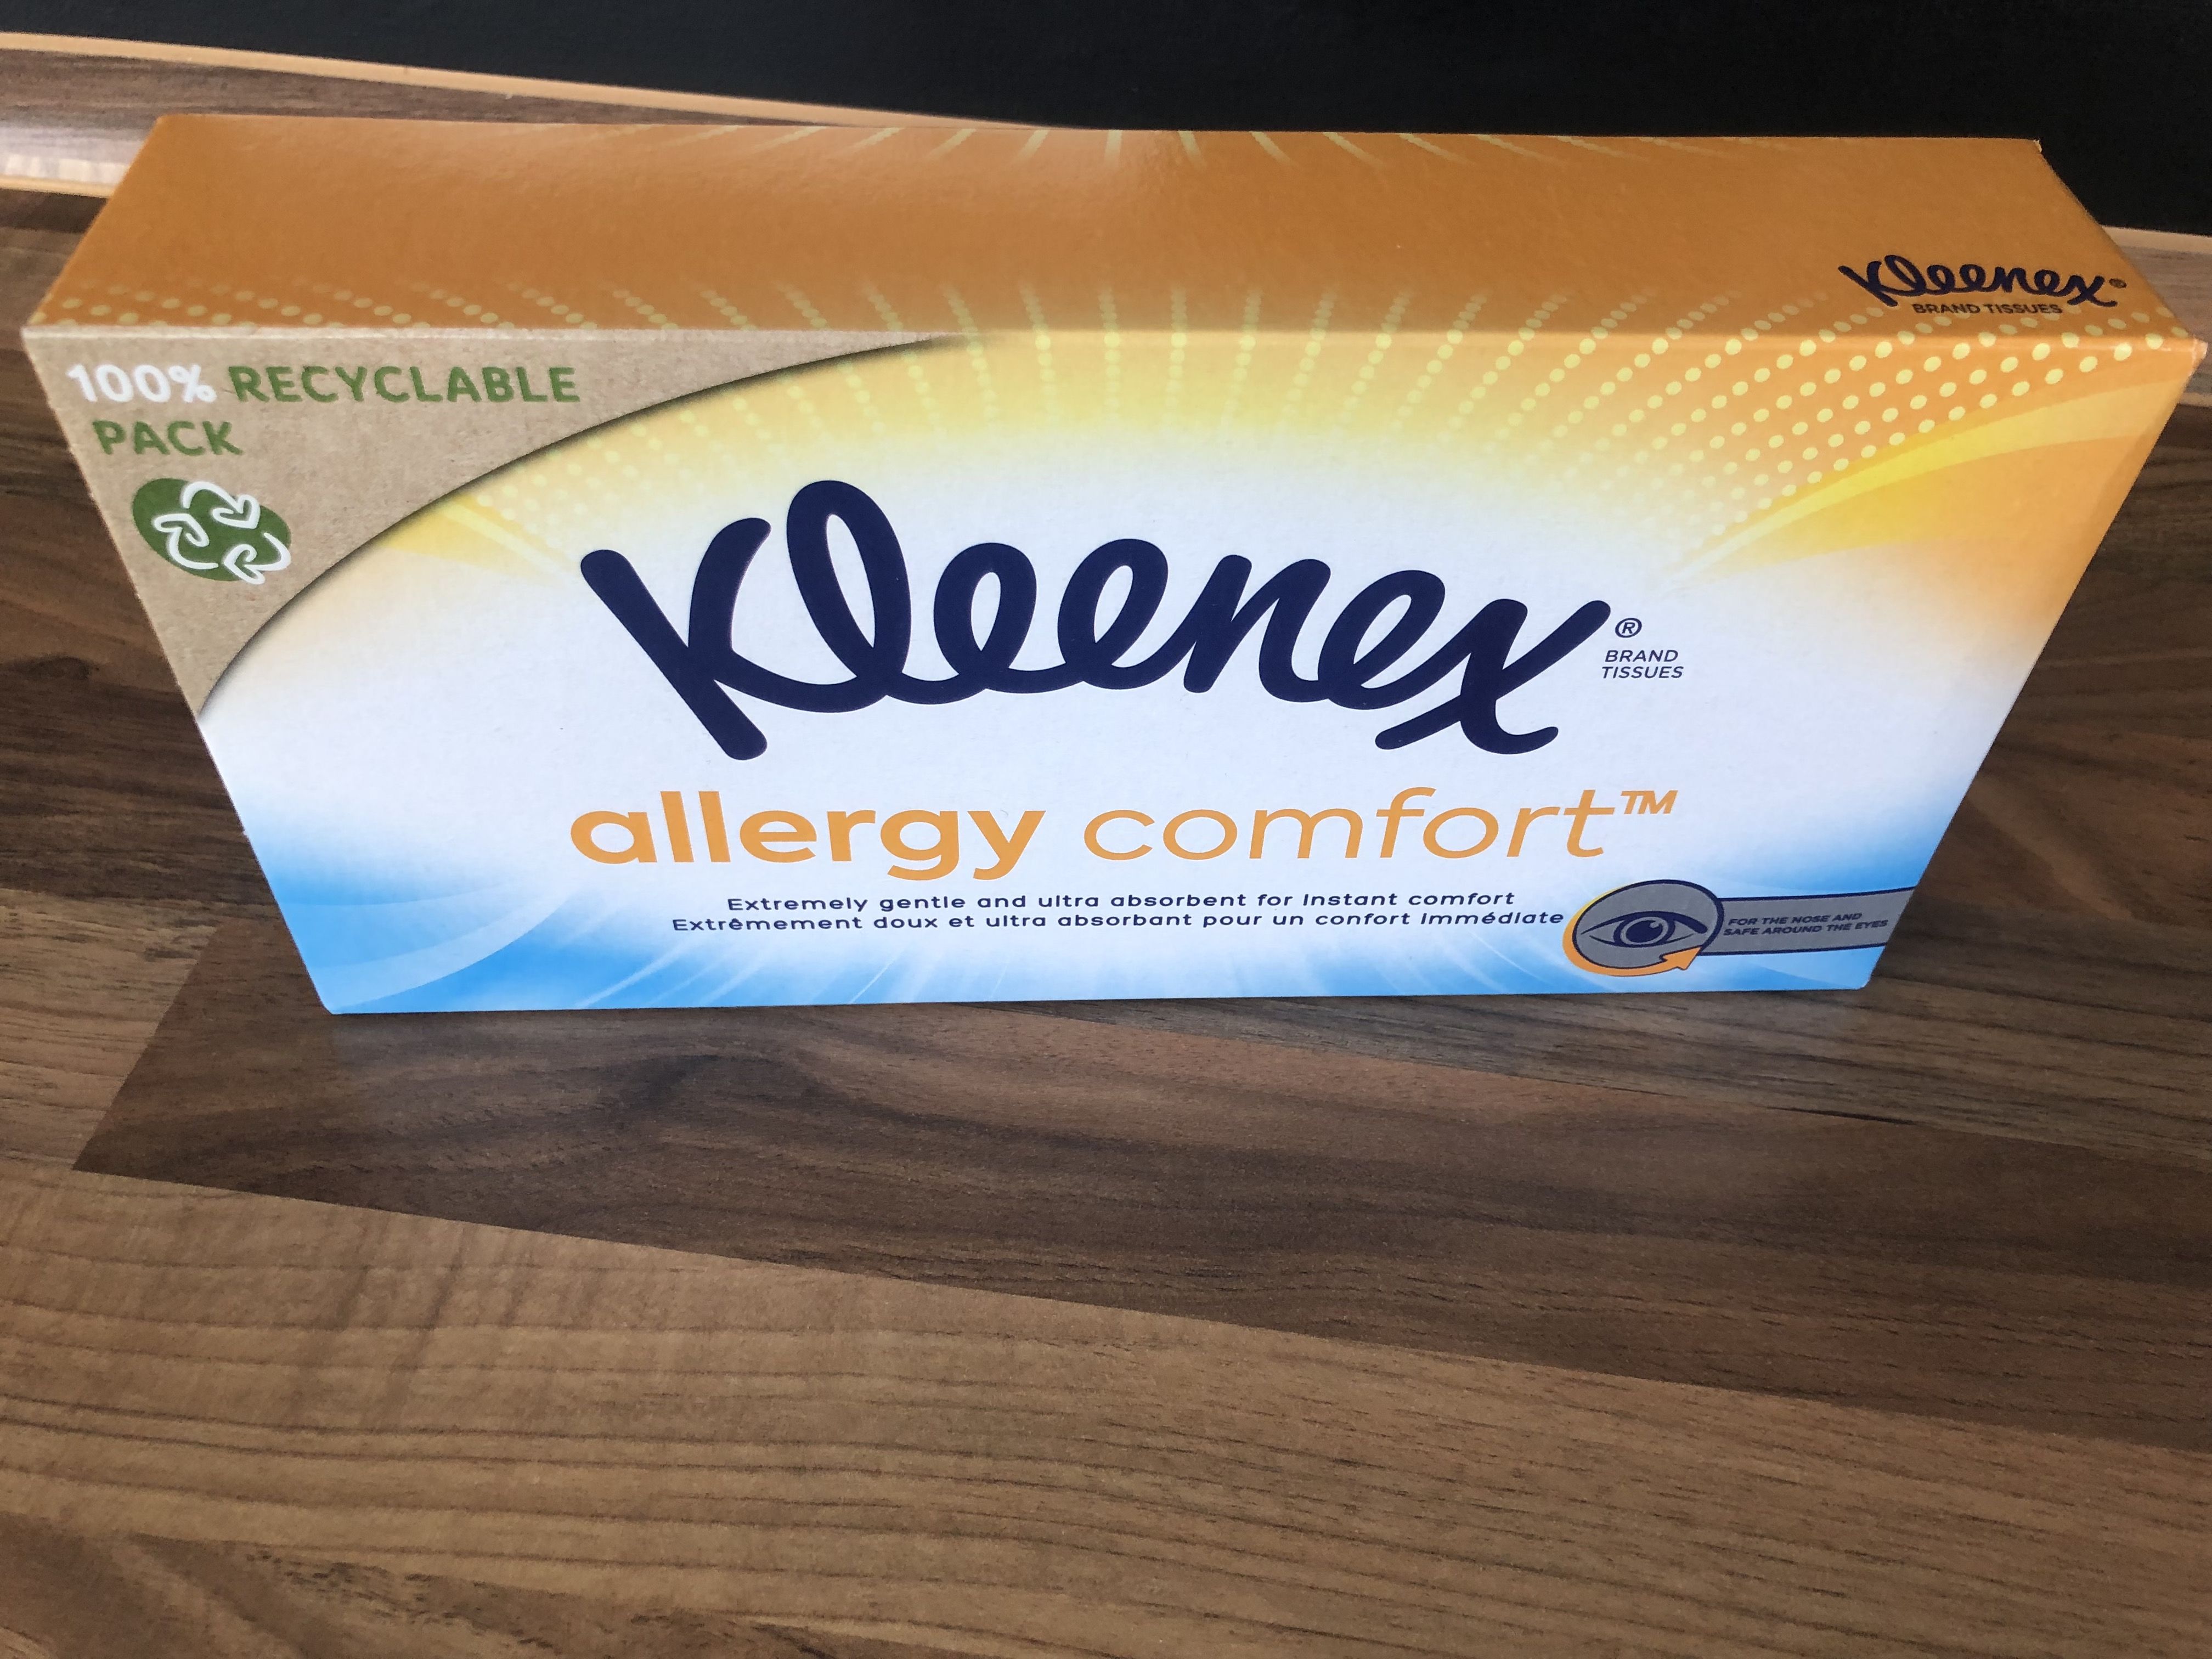 Kleenex®
BRAND TISSUES
100% RECYCLABLE
PACK
Kleenex®
BRAND
TISSUES
allergy comfort™
Extremely gentle and ultra absorbent for instant comfort
Extrêmement doux et ultra absorbant pour un confort immédiate
FOR THE NOSE AND
SAFE AROUND THE EYES